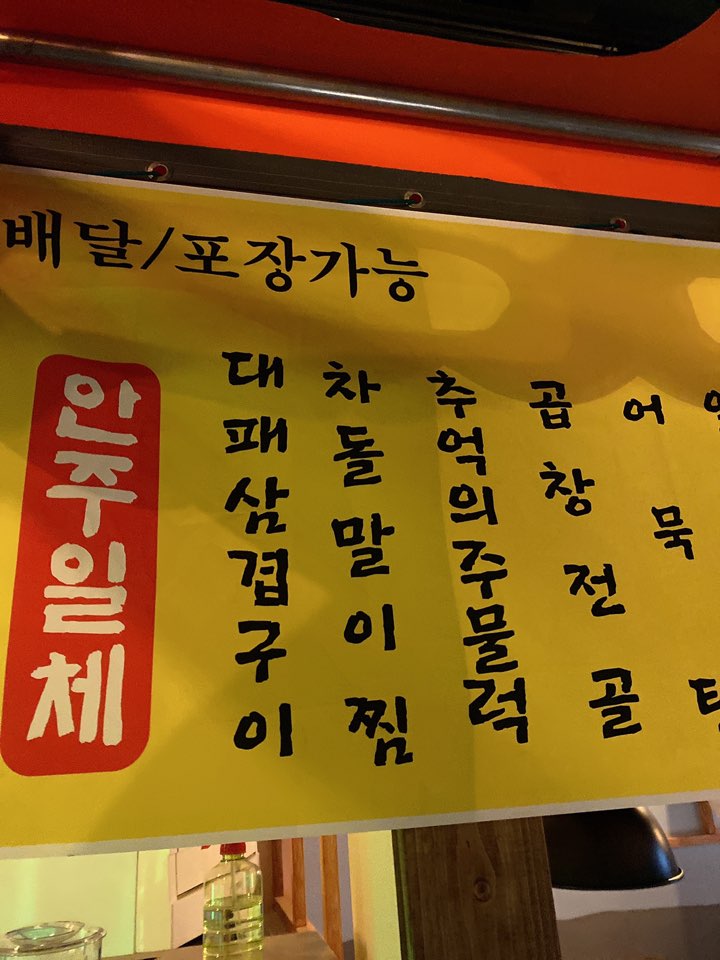 배달/포장가능
안주일체
대패삼겹구이
차돌말이찜
추억의주물럭
곱창전골
어묵